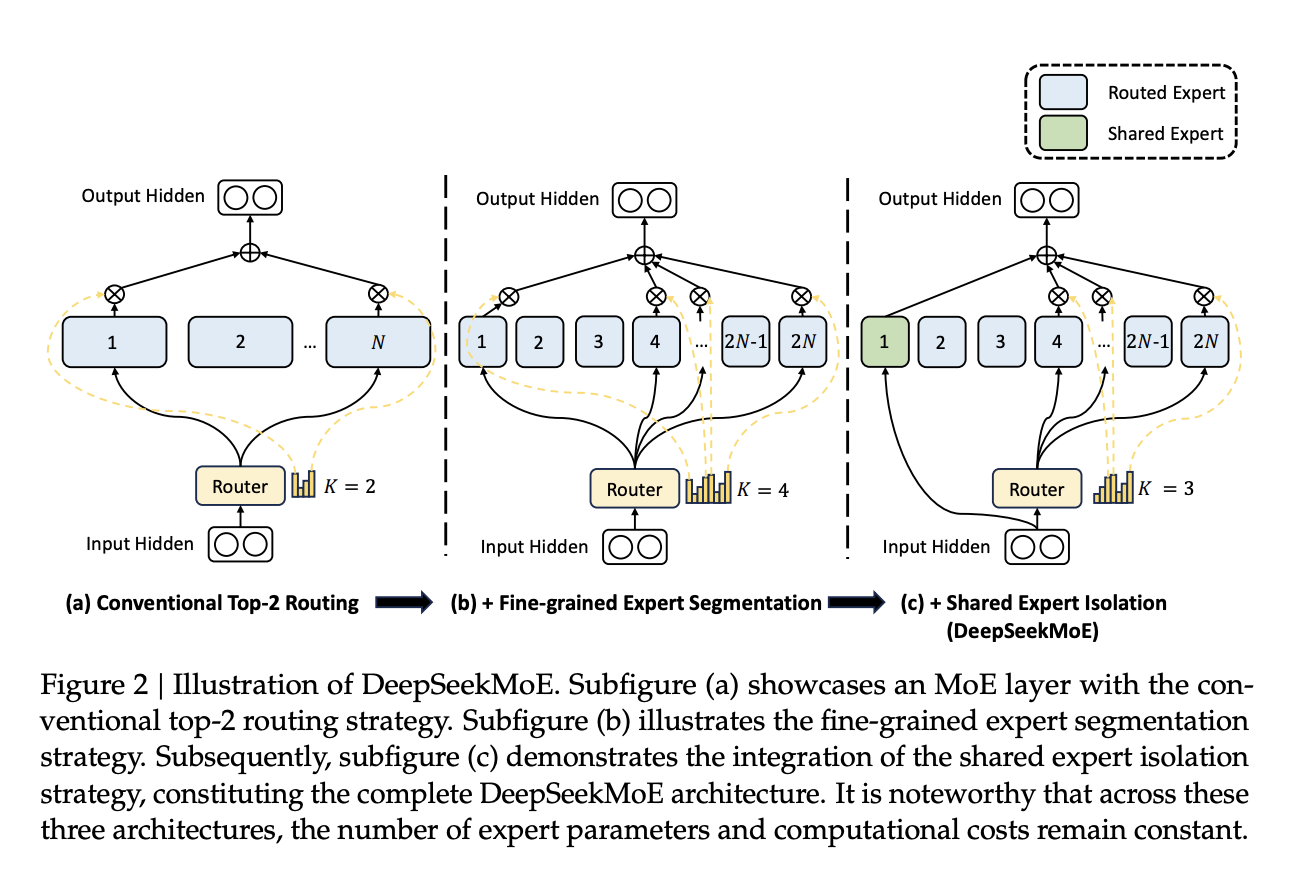 Routed Expert
Shared Expert
Output Hidden
1
2
...
N
Router
K = 2
Input Hidden
(a) Conventional Top-2 Routing
Output Hidden
1
2
3
4
...
2N-1
2N
Router
K = 4
Input Hidden
(b) + Fine-grained Expert Segmentation
Output Hidden
1
2
3
4
...
2N-1
2N
Router
K = 3
Input Hidden
(c) + Shared Expert Isolation
(DeepSeekMoE)
Figure 2 | Illustration of DeepSeekMoE. Subfigure (a) showcases an MoE layer with the con-
ventional top-2 routing strategy. Subfigure (b) illustrates the fine-grained expert segmentation
strategy. Subsequently, subfigure (c) demonstrates the integration of the shared expert isolation
strategy, constituting the complete DeepSeekMoE architecture. It is noteworthy that across these
three architectures, the number of expert parameters and computational costs remain constant.